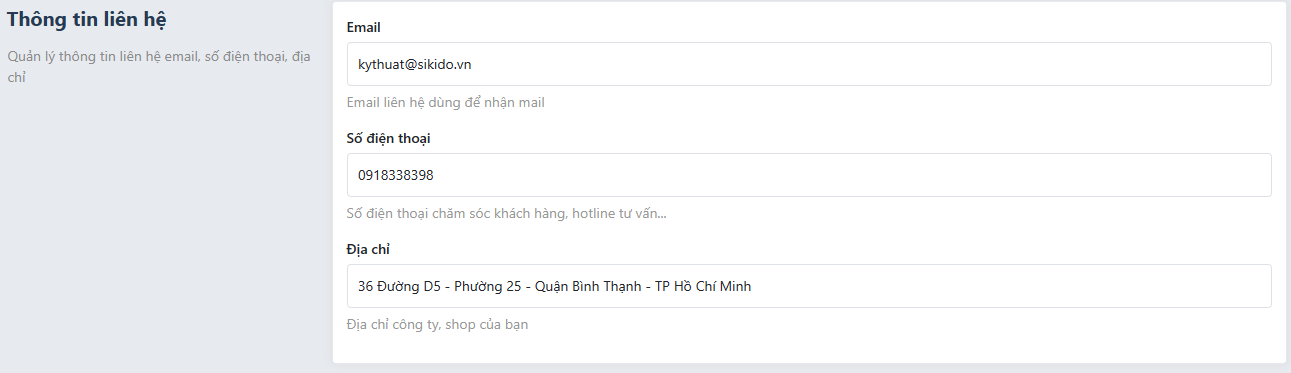 Thông tin liên hệ
Quản lý thông tin liên hệ email, số điện thoại, địa
chỉ
Email
kythuat@sikido.vn
Email liên hệ dùng để nhận mail
Số điện thoại
0918338398
Số điện thoại chăm sóc khách hàng, hotline tư vấn...
Địa chỉ
36 Đường D5 - Phường 25 - Quận Bình Thạnh - TP Hồ Chí Minh
Địa chỉ công ty, shop của bạn